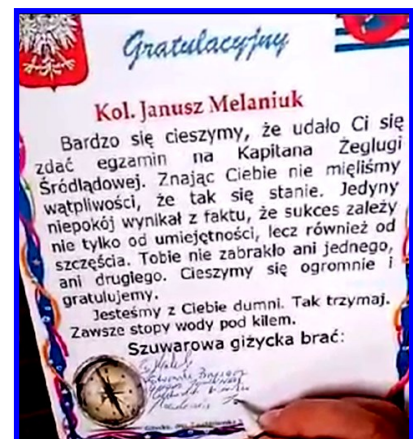 Gratulacyjny
Kol. Janusz Melaniuk
Bardzo się cieszymy, że udało Ci się
zdać egzamin na Kapitana Żeglugi
Śródlądowej. Znając Ciebie nie mięliśmy
wątpliwości, że tak się stanie. Jedyny
niepokój wynikał z faktu, że sukces zależy
nie tylko od umiejętności, lecz również od
szczęścia. Tobie nie zabrakło ani jednego,
ani drugiego. Cieszymy się ogromnie i
gratulujemy.
Jesteśmy z Ciebie dumni. Tak trzymaj.
Zawsze stopy wody pod kilem.
Szuwarowa giżycka brać: